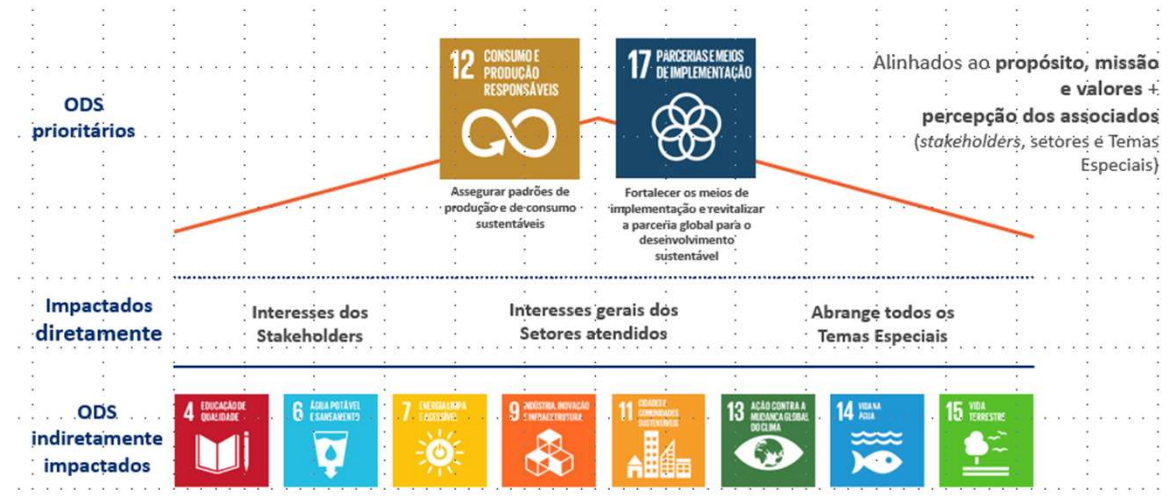 ODS
prioritários
12 CONSUMO E
PRODUÇÃO
RESPONSÁVEIS
Assegurar padrões de
produção e de consumo
sustentáveis
17 PARCERIAS E MEIOS
DE IMPLEMENTAÇÃO
Fortalecer os meios de
implementação e revitalizar
a parceria global para o
desenvolvimento
sustentável
Alinhados ao propósito, missão
e valores +
percepção dos associados
(stakeholders, setores e Temas
Especiais)
Impactados
diretamente
Interesses dos
Stakeholders
Interesses gerais dos
Setores atendidos
Abrange todos os
Temas Especiais
ODS
indiretamente
impactados
4 EDUCAÇÃO DE
QUALIDADE
6 ÁGUA POTÁVEL
E SANEAMENTO
7 ENERGIA LIMPA
E ACESSÍVEL
9 INDÚSTRIA, INOVAÇÃO
E INFRAESTRUTURA
11 CIDADES E
COMUNIDADES
SUSTENTÁVEIS
13 AÇÃO CONTRA A
MUDANÇA GLOBAL
DO CLIMA
14 VIDA NA
ÁGUA
15 VIDA
TERRESTRE